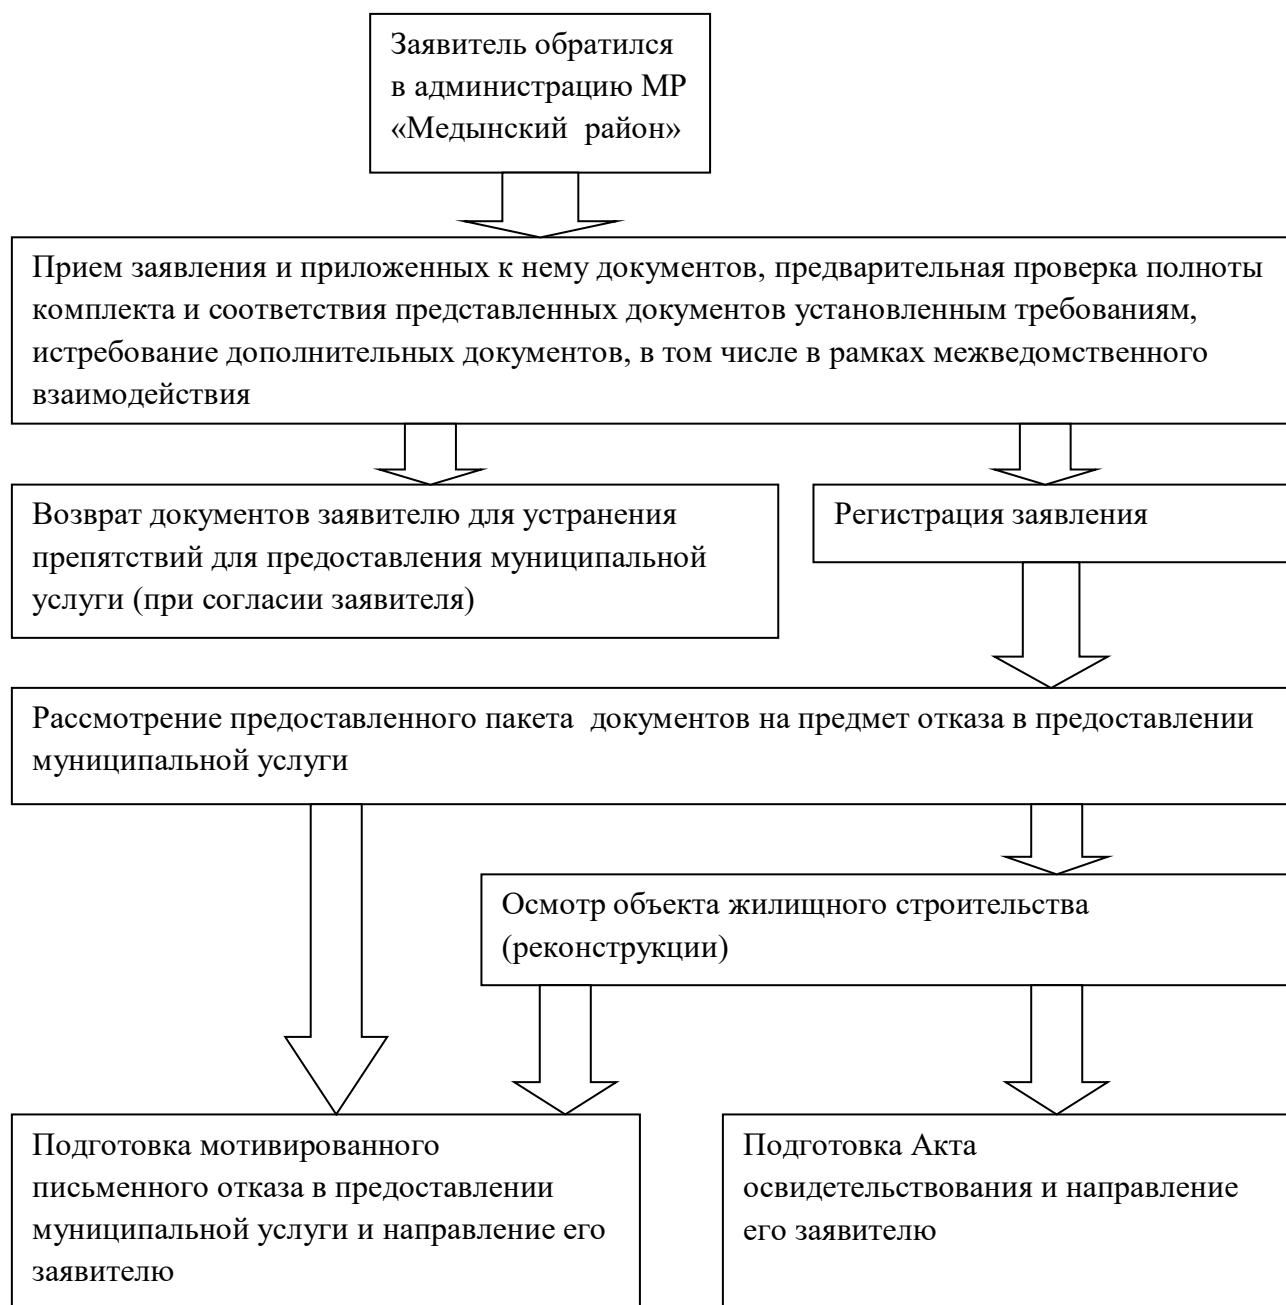 Заявитель обратился
в администрацию МР
«Медынский  район»
Прием заявления и приложенных к нему документов, предварительная проверка полноты
комплекта и соответствия представленных документов установленным требованиям,
истребование дополнительных документов, в том числе в рамках межведомственного
взаимодействия
Возврат документов заявителю для устранения
препятствий для предоставления муниципальной
услуги (при согласии заявителя)
Регистрация заявления
Рассмотрение предоставленного пакета  документов на предмет отказа в предоставлении
муниципальной услуги
Осмотр объекта жилищного строительства
(реконструкции)
Подготовка мотивированного
письменного отказа в предоставлении
муниципальной услуги и направление его
заявителю
Подготовка Акта
освидетельствования и направление
его заявителю